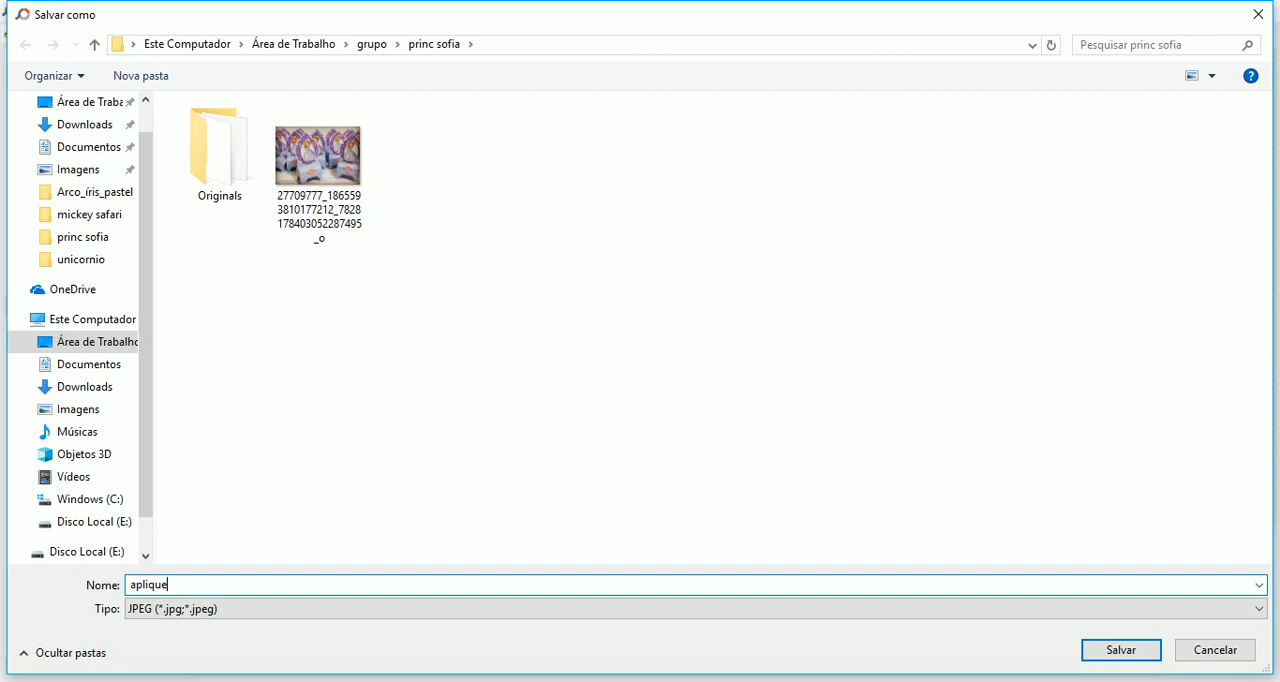 Salvar como
Este Computador > Área de Trabalho > grupo > princ sofia >
Pesquisar princ sofia
Organizar
Nova pasta
Área de Traba
Downloads
Documentos
Imagens
Arco_íris_pastel
mickey safari
princ sofia
unicornio
OneDrive
Este Computador
Área de Trabalho
Documentos
Downloads
Imagens
Músicas
Objetos 3D
Vídeos
Windows (C:)
Disco Local (E:)
Disco Local (E:)
Originals
27709777_186559
3810177212_7828
178403052287495
_o
Nome: aplique
Tipo: JPEG (*.jpg;*.jpeg)
Ocultar pastas
Salvar
Cancelar